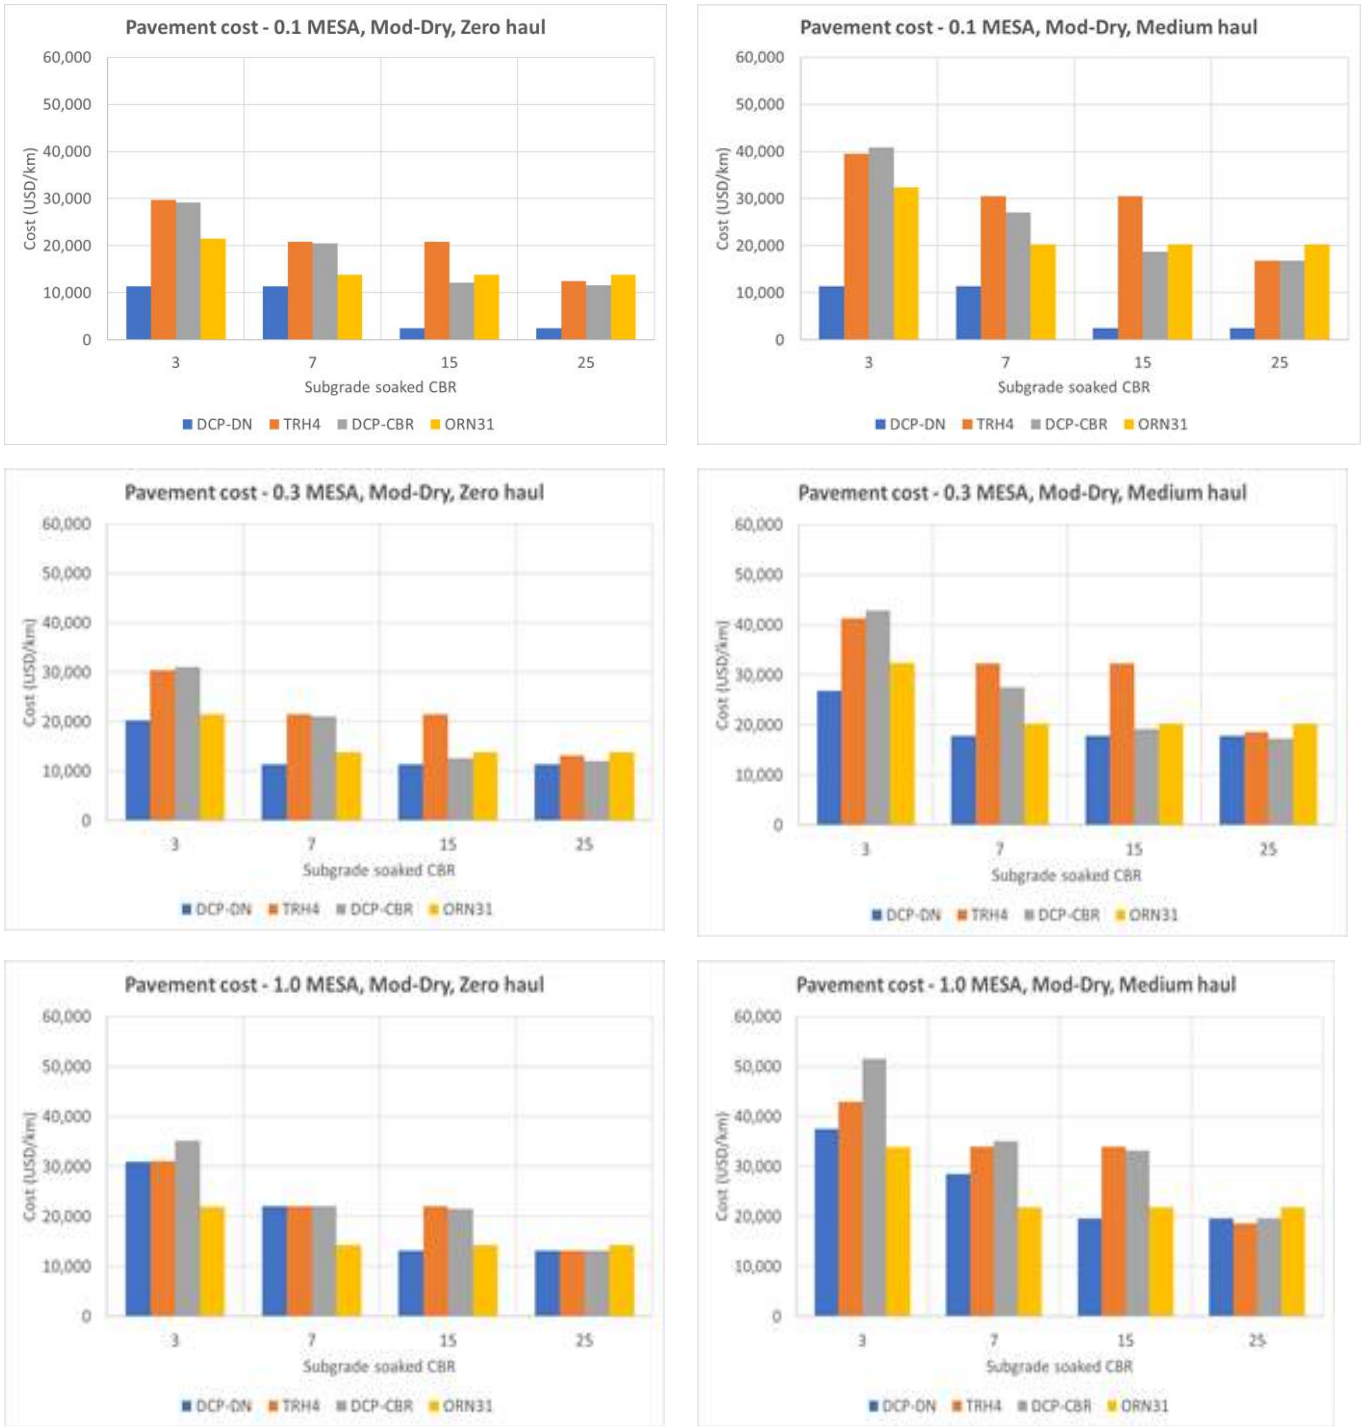 Pavement cost - 0.1 MESA, Mod-Dry, Zero haul
60,000
50,000
40,000
30,000
20,000
10,000
0
Cost (USD/km)
3 7 15 25
Subgrade soaked CBR
DCP-DN TRH4 DCP-CBR ORN31
Pavement cost - 0.1 MESA, Mod-Dry, Medium haul
60,000
50,000
40,000
30,000
20,000
10,000
0
Cost (USD/km)
3 7 15 25
Subgrade soaked CBR
DCP-DN TRH4 DCP-CBR ORN31
Pavement cost - 0.3 MESA, Mod-Dry, Zero haul
60,000
50,000
40,000
30,000
20,000
10,000
0
Cost (USD/km)
3 7 15 25
Subgrade soaked CBR
DCP-DN TRH4 DCP-CBR ORN31
Pavement cost - 0.3 MESA, Mod-Dry, Medium haul
60,000
50,000
40,000
30,000
20,000
10,000
0
Cost (USD/km)
3 7 15 25
Subgrade soaked CBR
DCP-DN TRH4 DCP-CBR ORN31
Pavement cost - 1.0 MESA, Mod-Dry, Zero haul
60,000
50,000
40,000
30,000
20,000
10,000
0
Cost (USD/km)
3 7 15 25
Subgrade soaked CBR
DCP-DN TRH4 DCP-CBR ORN31
Pavement cost - 1.0 MESA, Mod-Dry, Medium haul
60,000
50,000
40,000
30,000
20,000
10,000
0
Cost (USD/km)
3 7 15 25
Subgrade soaked CBR
DCP-DN TRH4 DCP-CBR ORN31